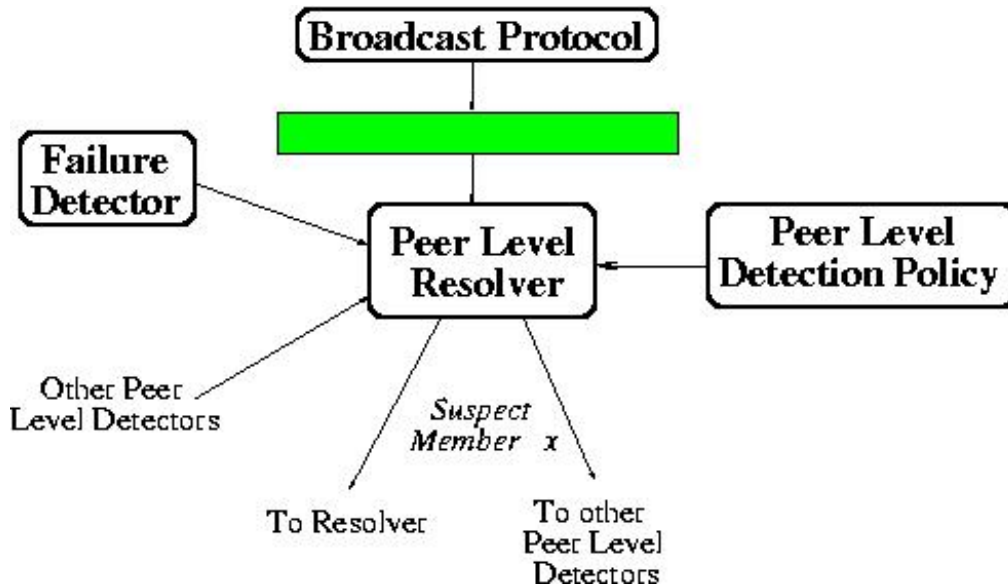 Broadcast Protocol
Failure
Detector
Peer Level
Resolver
Peer Level
Detection Policy
Other Peer
Level Detectors
Suspect
Member x
To Resolver
To other
Peer Level
Detectors